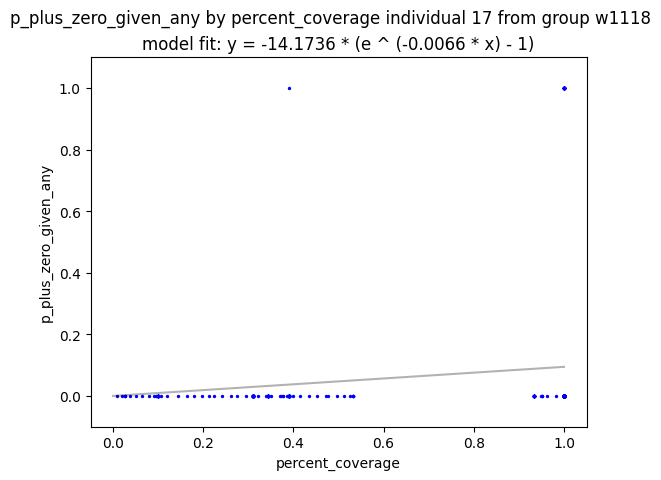 p_plus_zero_given_any by percent_coverage individual 17 from group w1118
model fit: y = -14.1736 * (e ^ (-0.0066 * x) - 1)
1.0
0.8
0.6
0.4
0.2
0.0
p_plus_zero_given_any
0.0 0.2 0.4 0.6 0.8 1.0
percent_coverage